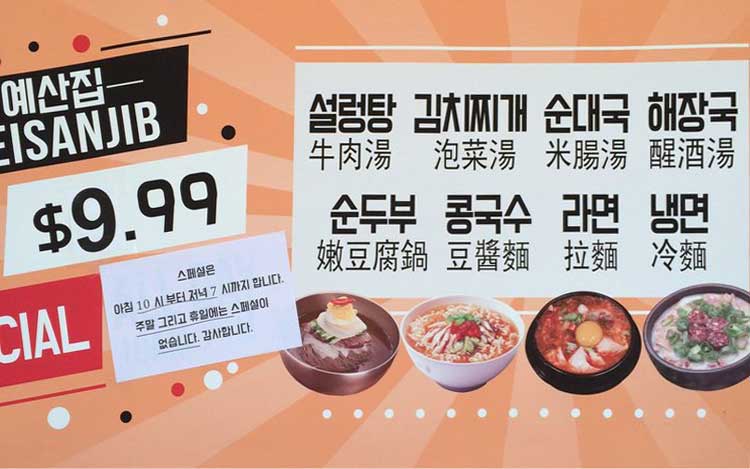 예산집
EISANJIB
$9.99
CIAL
스페셜은
아침 10 시 부터 저녁 7 시까지 합니다.
주말 그리고 휴일에는 스페셜이
없습니다. 감사합니다.
설렁탕 김치찌개 순대국 해장국
牛肉湯 泡菜湯 米腸湯 醒酒湯
순두부 콩국수 라면 냉면
嫩豆腐鍋 豆醬麵 拉麵 冷麵